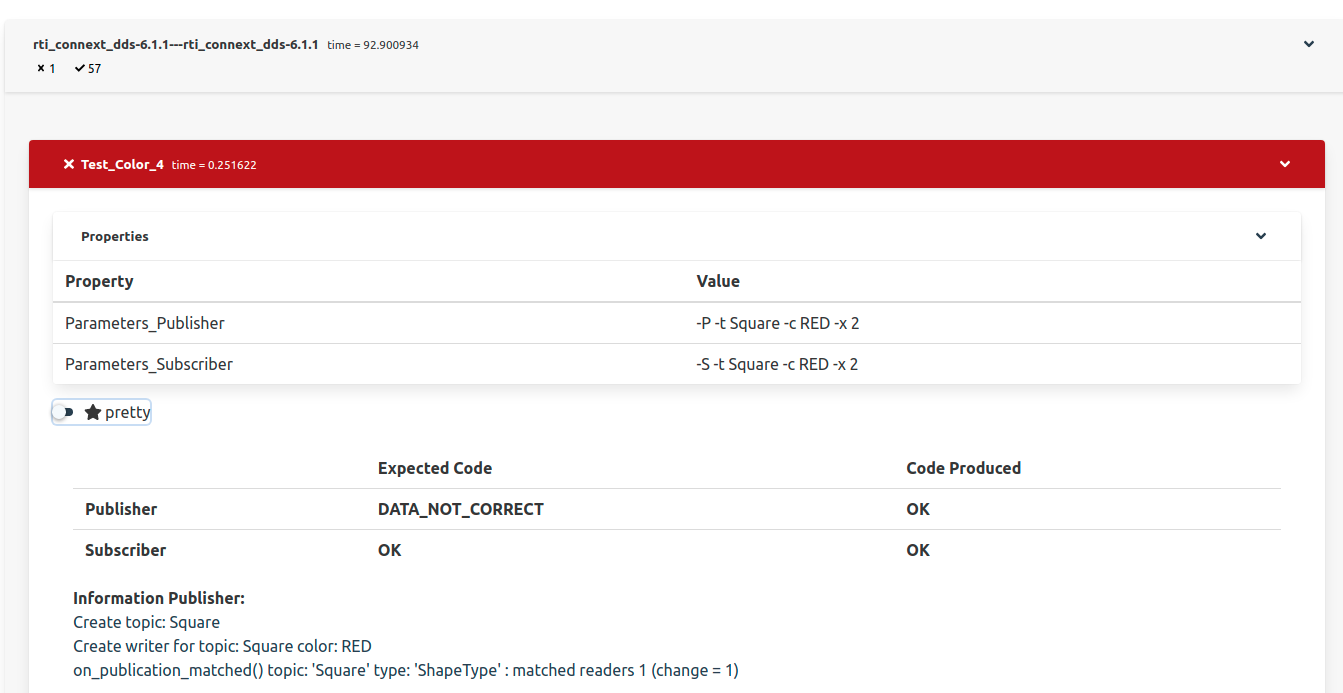 rti_connext_dds-6.1.1---rti_connext_dds-6.1.1 time = 92.900934
1 57
Test_Color_4 time = 0.251622
Properties
Property Value
Parameters_Publisher -P -t Square -c RED -x 2
Parameters_Subscriber -S -t Square -c RED -x 2
pretty
Expected Code Code Produced
Publisher DATA_NOT_CORRECT OK
Subscriber OK OK
Information Publisher:
Create topic: Square
Create writer for topic: Square color: RED
on_publication_matched() topic: 'Square' type: 'ShapeType' : matched readers 1 (change = 1)